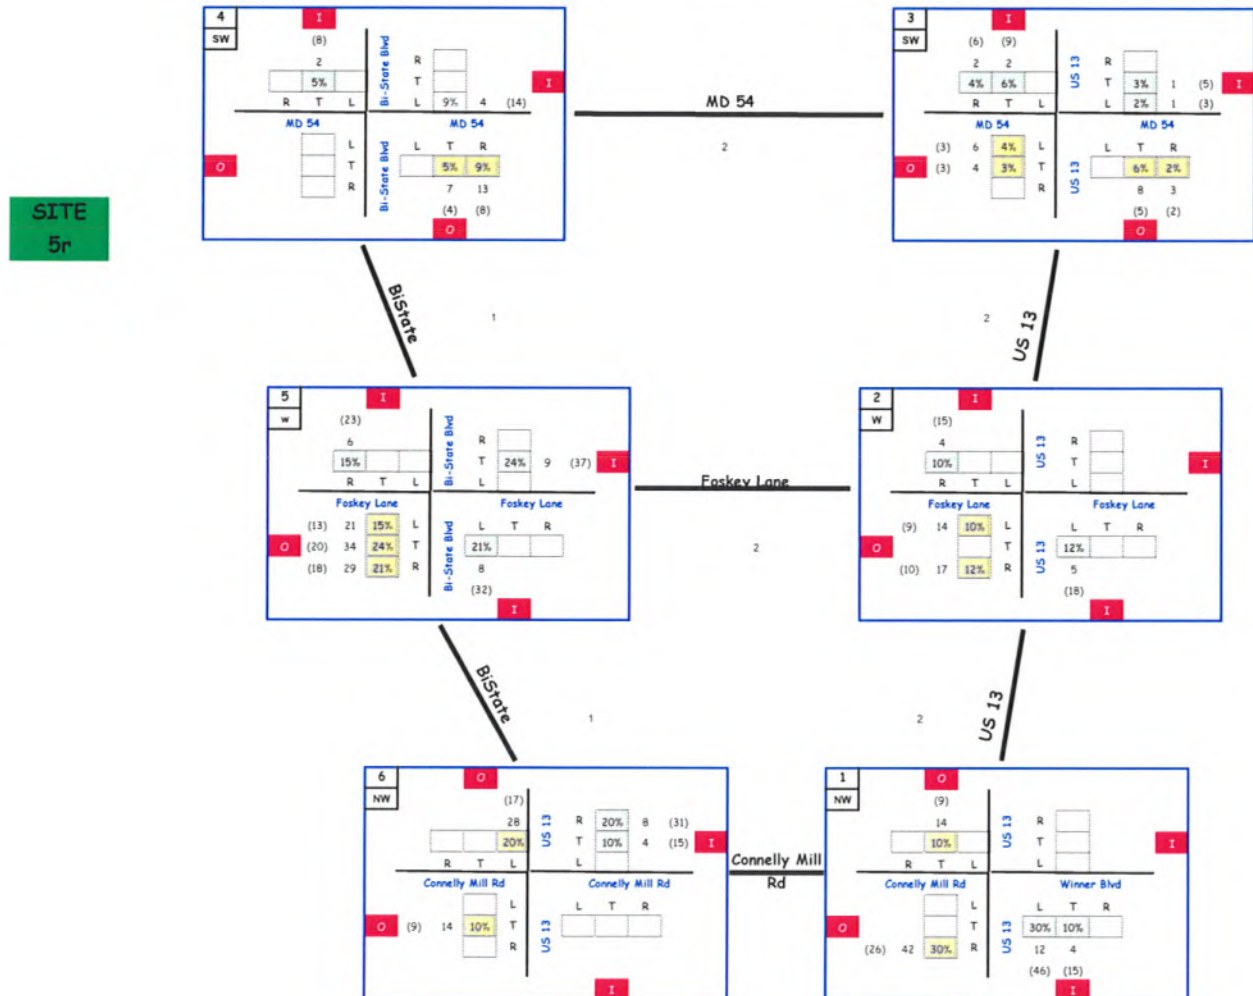 SITE
5r
4
SW
I
(8)
2
5%
R T L
Bi-State Blvd
R
T
L 9% 4 (14)
I
MD 54
L
T
R
O
MD 54
Bi-State Blvd
L T R
5% 9%
7 13
(4) (8)
O
MD 54
2
3
SW
I
(6) (9)
2 2
4% 6%
R T L
US 13
R
T 3% 1 (5)
L 2% 1 (3)
I
MD 54
(3) 6 4% L
(3) 4 3% T
R
O
MD 54
US 13
L T R
6% 2%
8 3
(5) (2)
O
BiState
1
2
US 13
5
W
I
(23)
6
15%
R T L
Bi-State Blvd
R
T 24% 9 (37)
L
I
Foskey Lane
(13) 21 15% L
(20) 34 24% T
(18) 29 21% R
O
Foskey Lane
Bi-State Blvd
L T R
21%
8
(32)
I
Foskey Lane
2
2
W
I
(15)
4
10%
R T L
US 13
R
T
L
I
Foskey Lane
(9) 14 10% L
T
(10) 17 12% R
O
Foskey Lane
US 13
L T R
12%
5
(18)
I
BiState
1
2
US 13
6
NW
O
(17)
28
20%
R T L
US 13
R 20% 8 (31)
T 10% 4 (15)
L
I
Connelly Mill Rd
L
(9) 14 10% T
R
O
Connelly Mill Rd
US 13
L T R
I
Connelly Mill
Rd
1
NW
O
(9)
14
10%
R T L
US 13
R
T
L
I
Connelly Mill Rd
L
T
(26) 42 30% R
O
Winner Blvd
US 13
L T R
30% 10%
12 4
(46) (15)
I